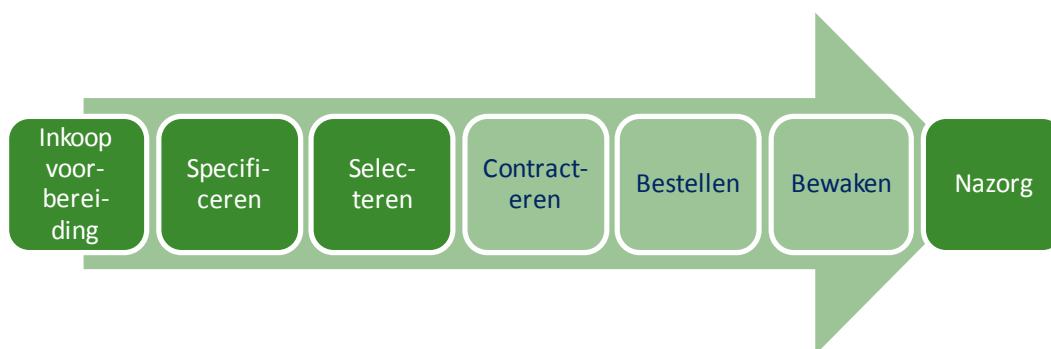 Inkoop
voor-
berei-
ding
Specifi-
ceren
Selec-
teren
Contract-
eren
Bestellen
Bewaken
Nazorg